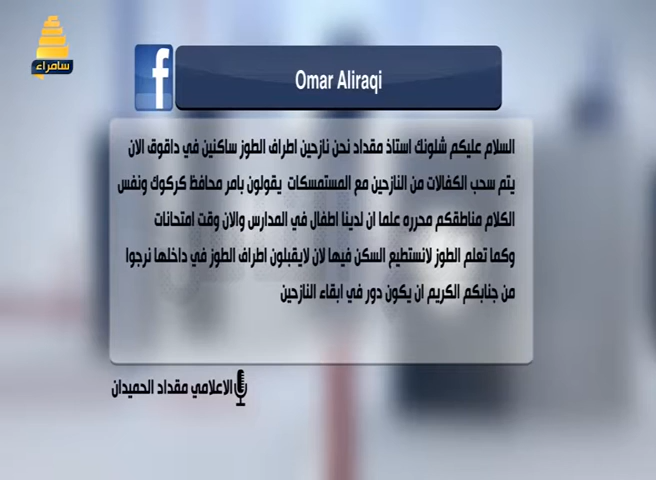 سامراء
f
Omar Aliraqi
السلام عليكم شلونك استاذ مقداد نحن نازحين اطراف الطوز ساكنين في داقوق الان
يتم سحب الكفالات من النازحين مع المستمسكات يقولون بامر محافظ كركوك ونفس
الكلام مناطقكم محرره علما ان لدينا اطفال في المدارس والان وقت امتحانات
وكما تعلم الطوز لانستطيع السكن فيها لان لايقبلون اطراف الطوز في داخلها نرجوا
من جنابكم الكريم ان يكون دور في ابقاء النازحين
الاعلامي مقداد الحميدان